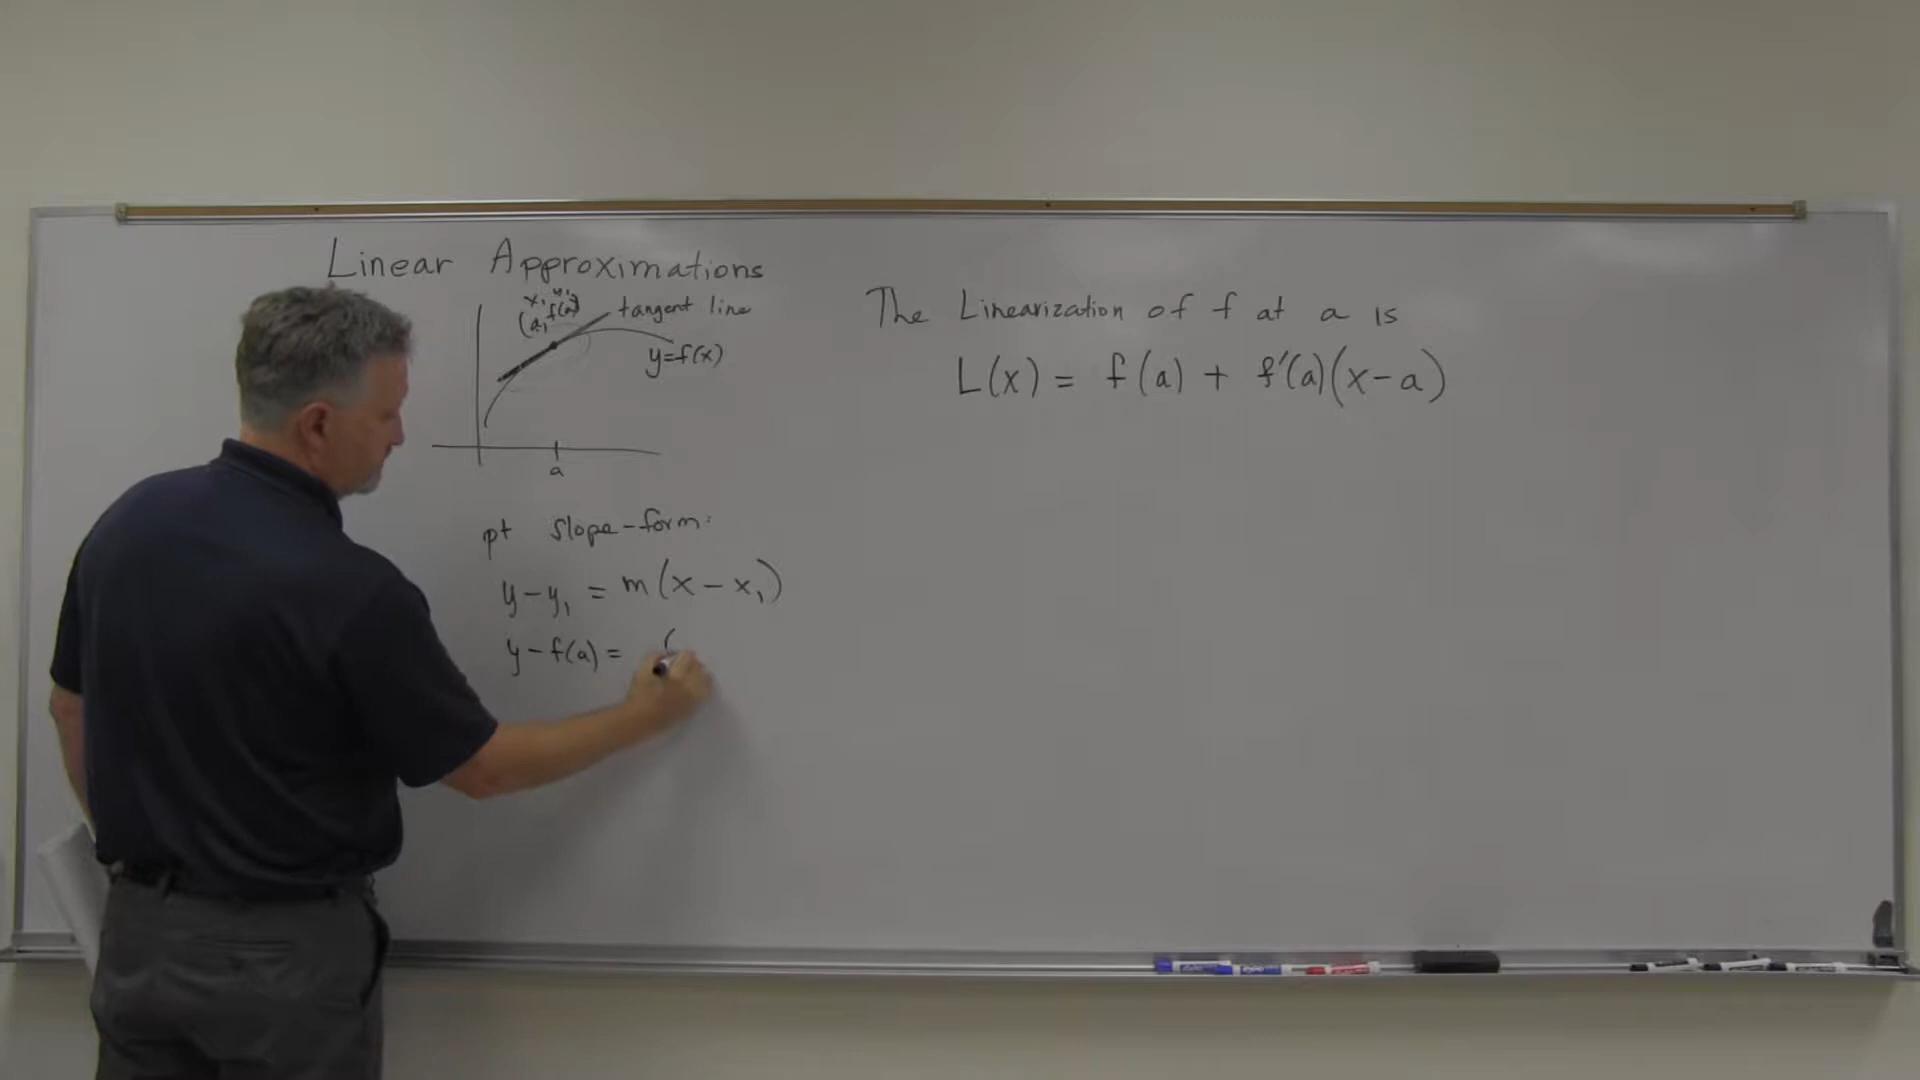 Linear Approximations
x₁ y₁
(a, f(a))
tangent line
y=f(x)
a
pt slope-form:
y-y₁ = m(x-x₁)
y-f(a) = (
The Linearization of f at a is
L(x) = f(a) + f'(a)(x-a)